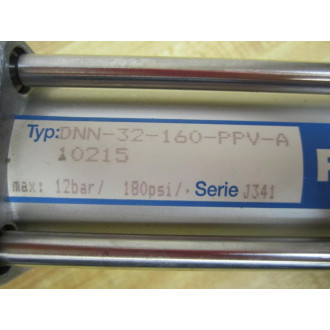 Typ:DNN-32-160-PPV-A
10215
max: 12bar/ 180psi/. Serie J341
F